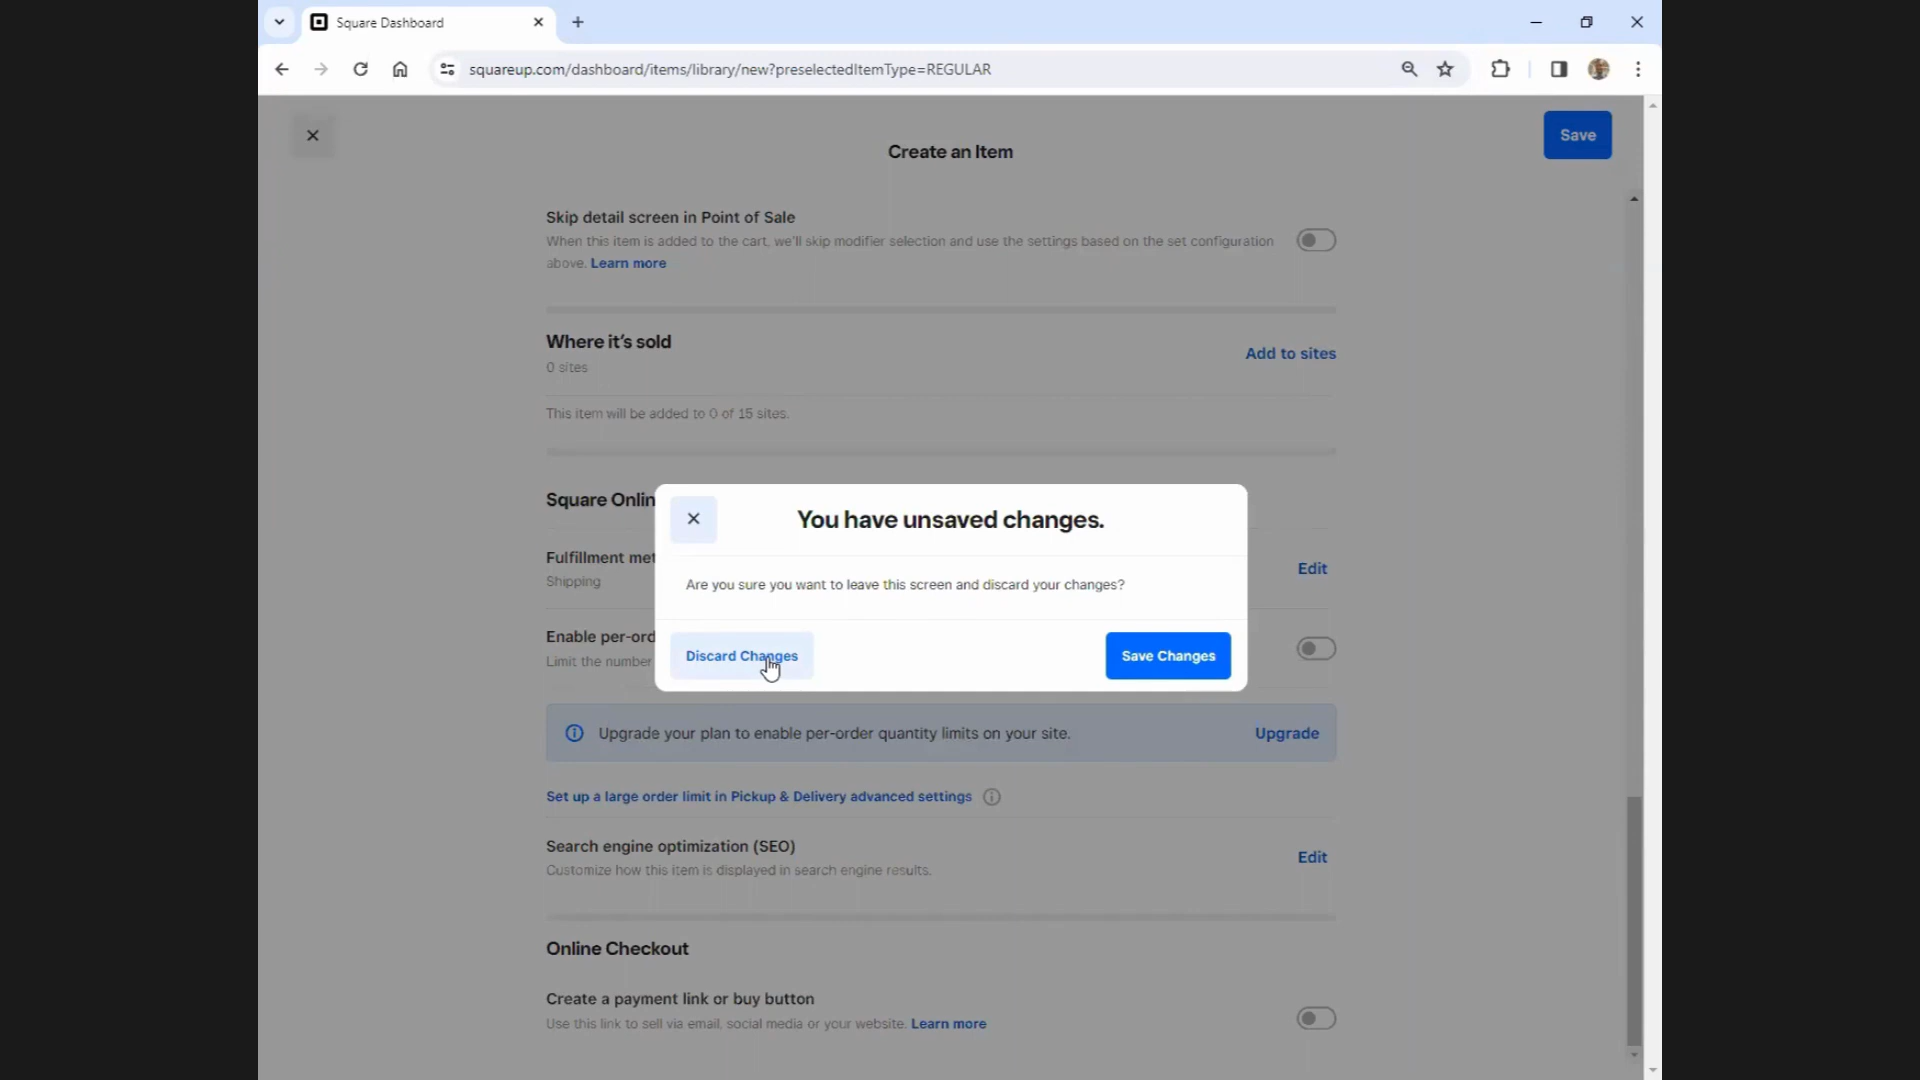 Square Dashboard
squareup.com/dashboard/items/library/new?preselectedItemType=REGULAR
Save
Create an Item
Skip detail screen in Point of Sale
When this item is added to the cart, we'll skip modifier selection and use the settings based on the set configuration
above. Learn more
Where it's sold
0 sites
Add to sites
This item will be added to 0 of 15 sites.
Square Onlin
You have unsaved changes.
Fulfillment met
Shipping
Edit
Are you sure you want to leave this screen and discard your changes?
Enable per-ord
Limit the number
Discard Changes
Save Changes
Upgrade your plan to enable per-order quantity limits on your site.
Upgrade
Set up a large order limit in Pickup & Delivery advanced settings
Search engine optimization (SEO)
Customize how this item is displayed in search engine results.
Edit
Online Checkout
Create a payment link or buy button
Use this link to sell via email, social media or your website. Learn more